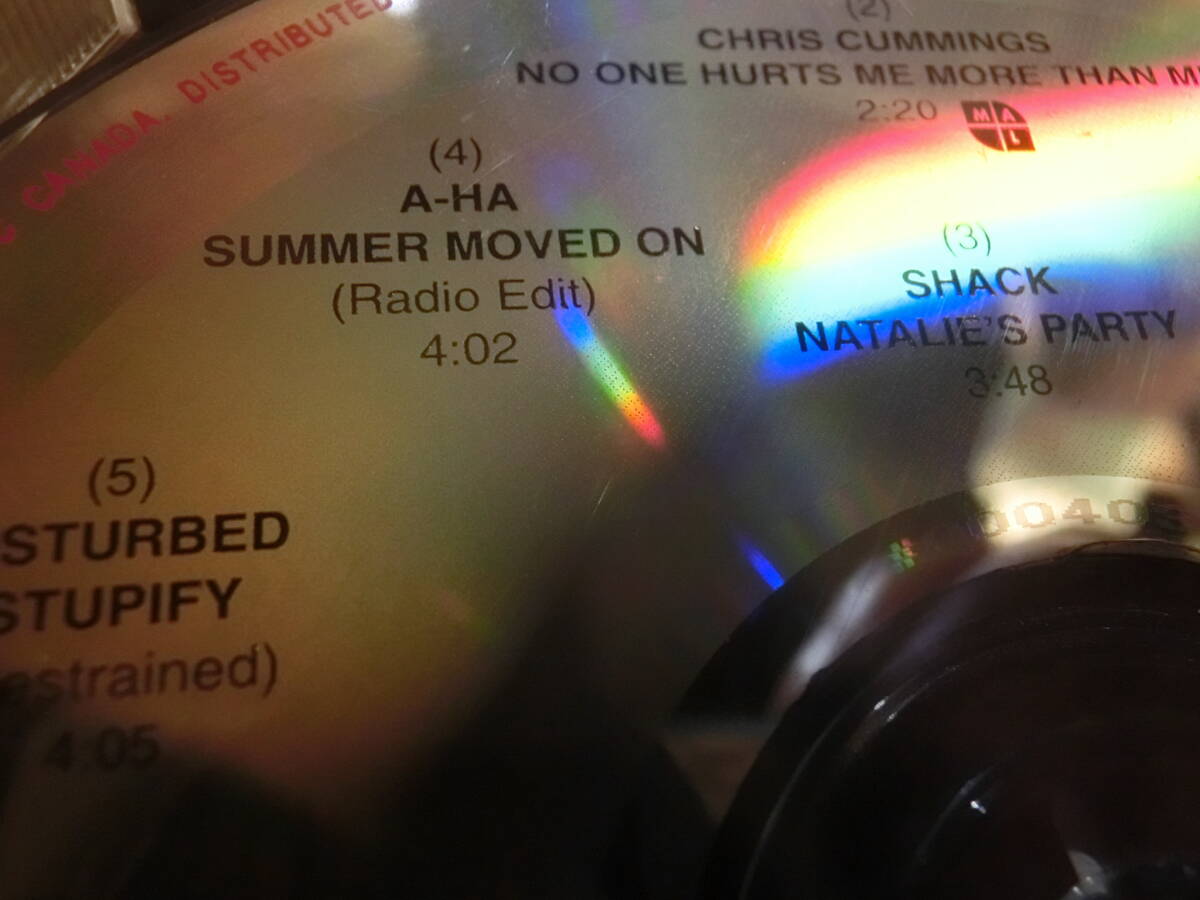 CANADA. DISTRIBUTED
(2)
CHRIS CUMMINGS
NO ONE HURTS ME MORE THAN
2:20
M A
L
(4)
A-HA
SUMMER MOVED ON
(Radio Edit)
4:02
(3)
SHACK
NATALIE'S PARTY
3:48
(5)
STURBED
STUPIFY
estrained)
4:05